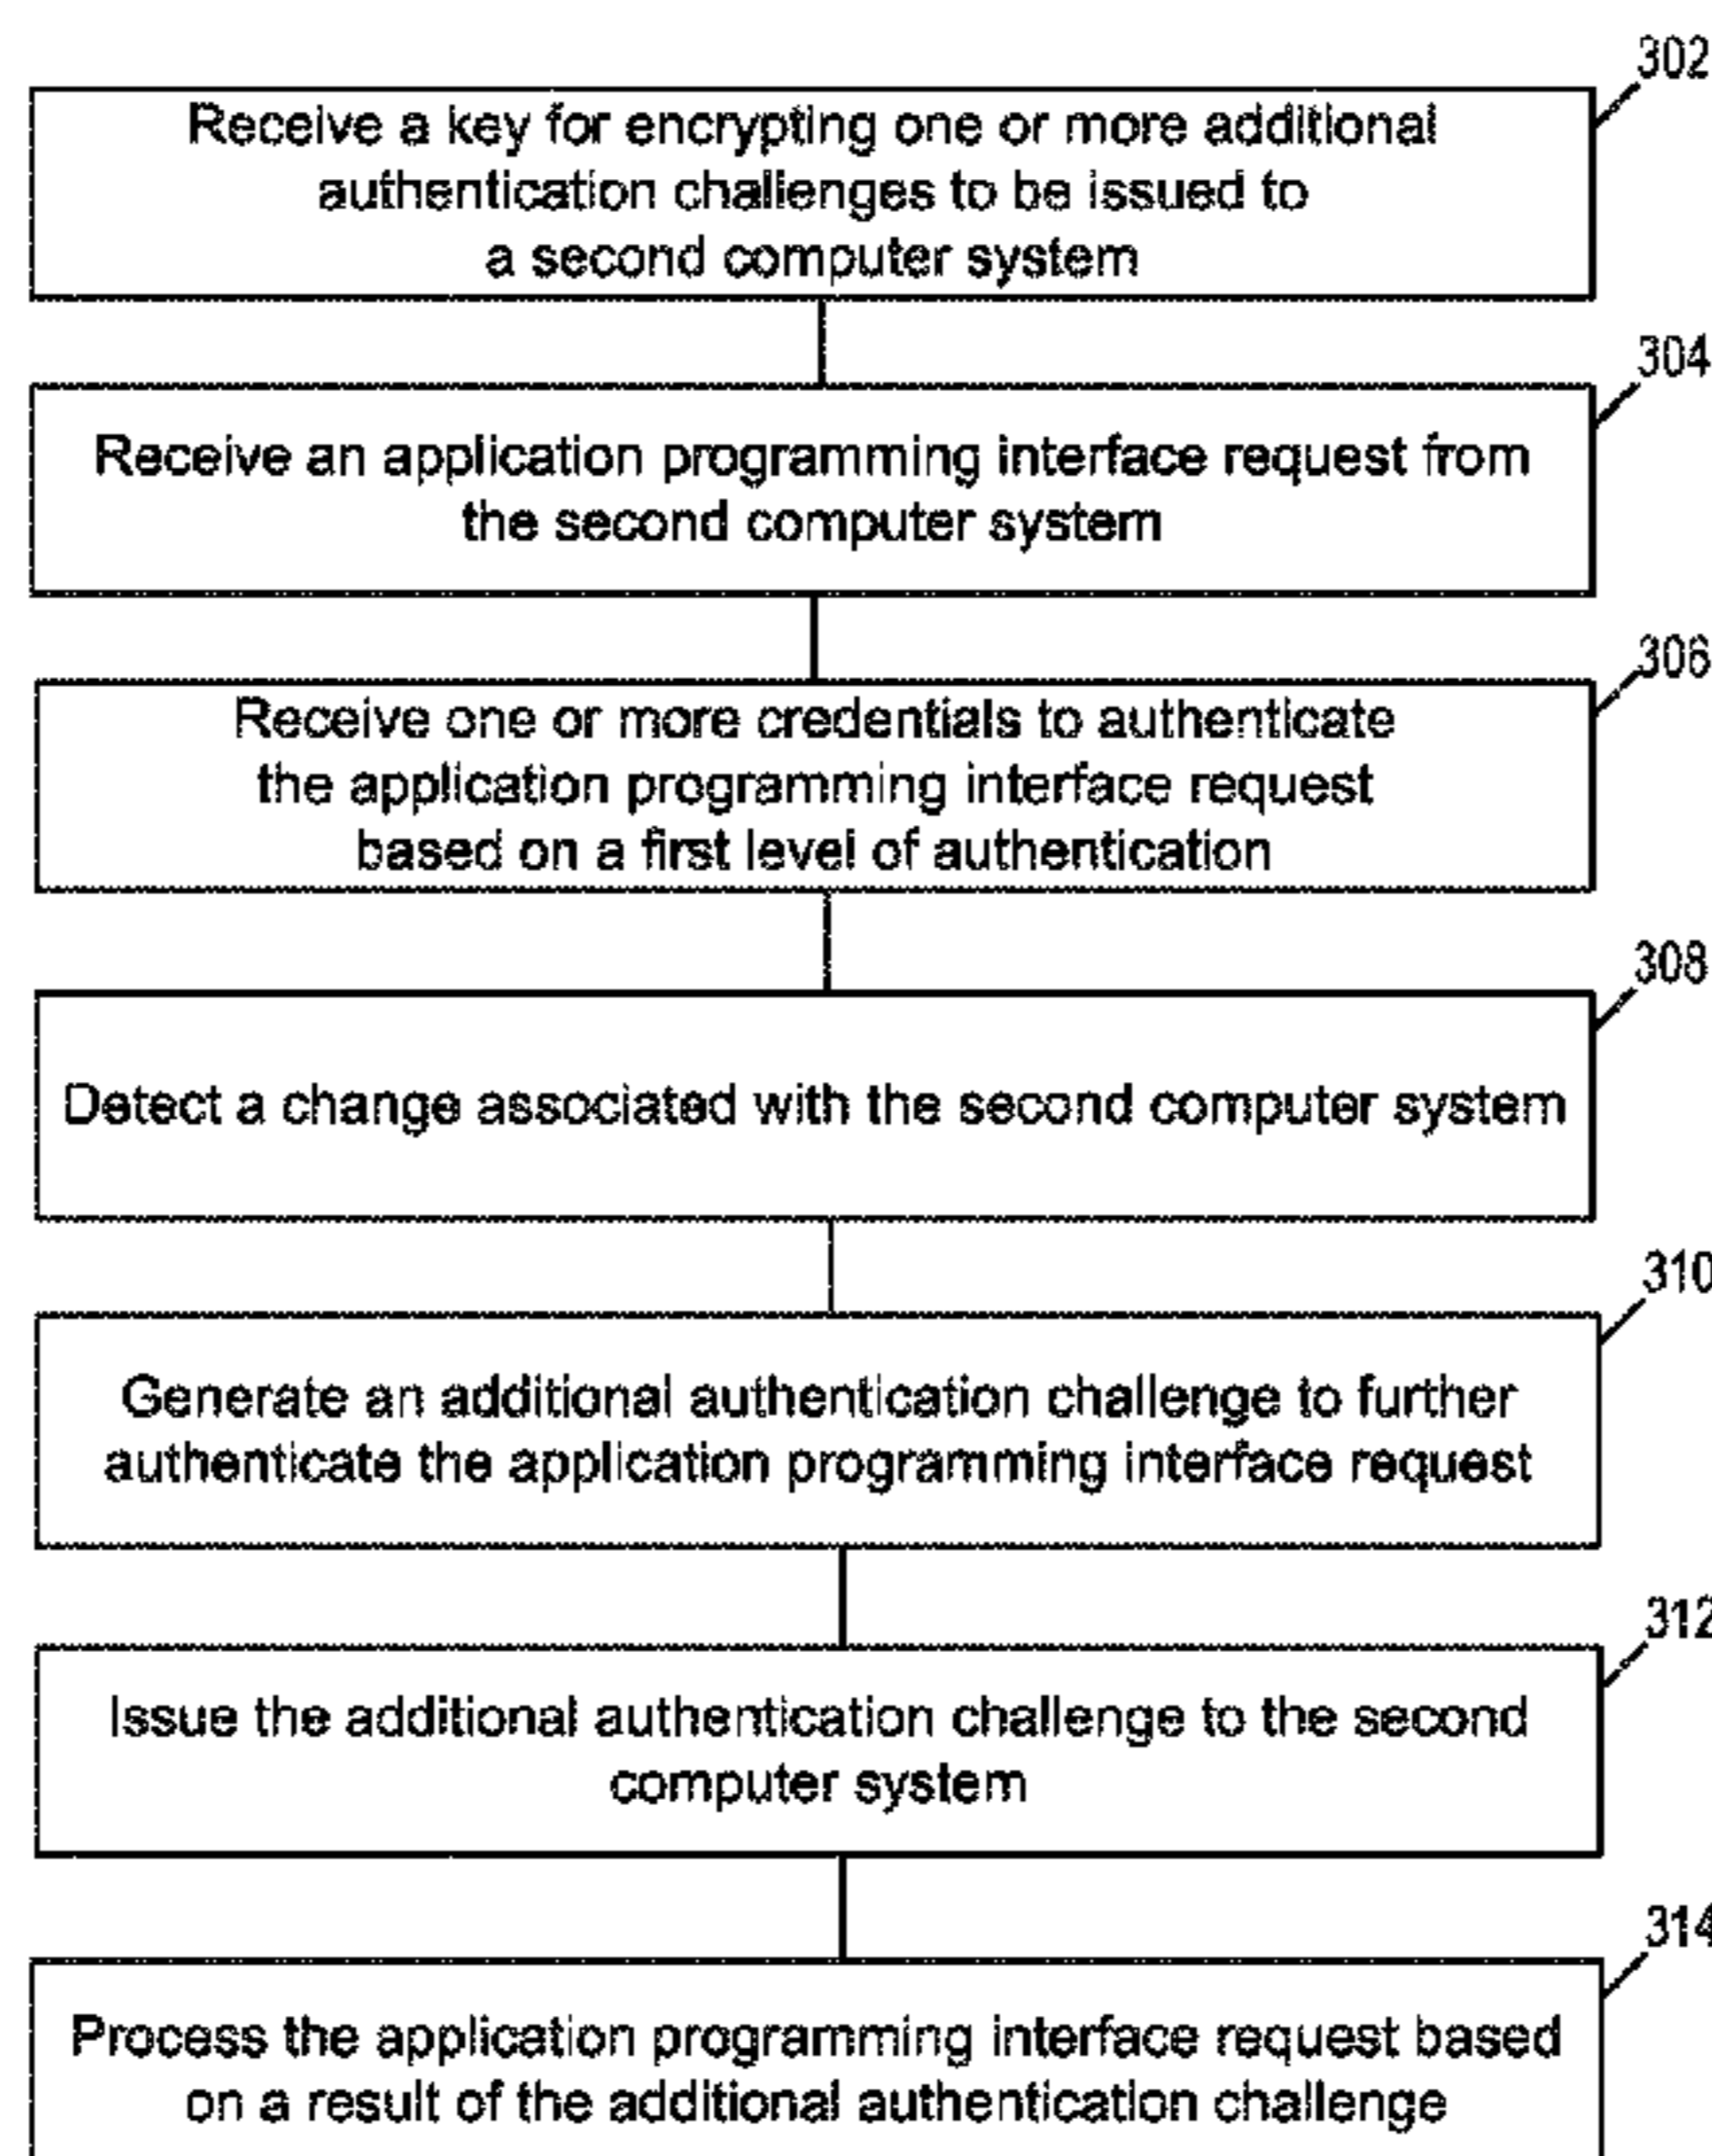 302
Receive a key for encrypting one or more additional
authentication challenges to be issued to
a second computer system
304
Receive an application programming interface request from
the second computer system
306
Receive one or more credentials to authenticate
the application programming interface request
based on a first level of authentication
308
Detect a change associated with the second computer system
310
Generate an additional authentication challenge to further
authenticate the application programming interface request
312
Issue the additional authentication challenge to the second
computer system
314
Process the application programming interface request based
on a result of the additional authentication challenge